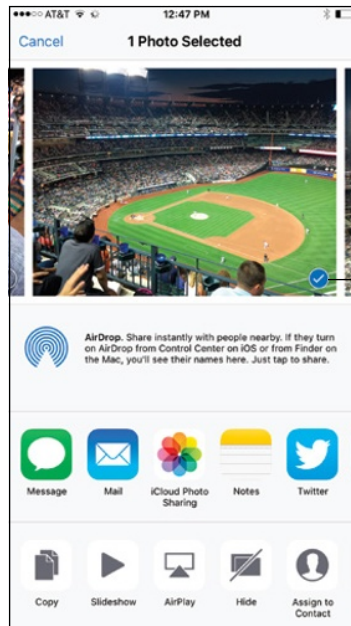 AT&T 12:47 PM
Cancel 1 Photo Selected
AirDrop. Share instantly with people nearby. If they turn
on AirDrop from Control Center on iOS or from Finder on
the Mac, you'll see their names here. Just tap to share.
Message Mail iCloud Photo Notes Twitter
Sharing
Copy Slideshow AirPlay Hide Assign to
Contact